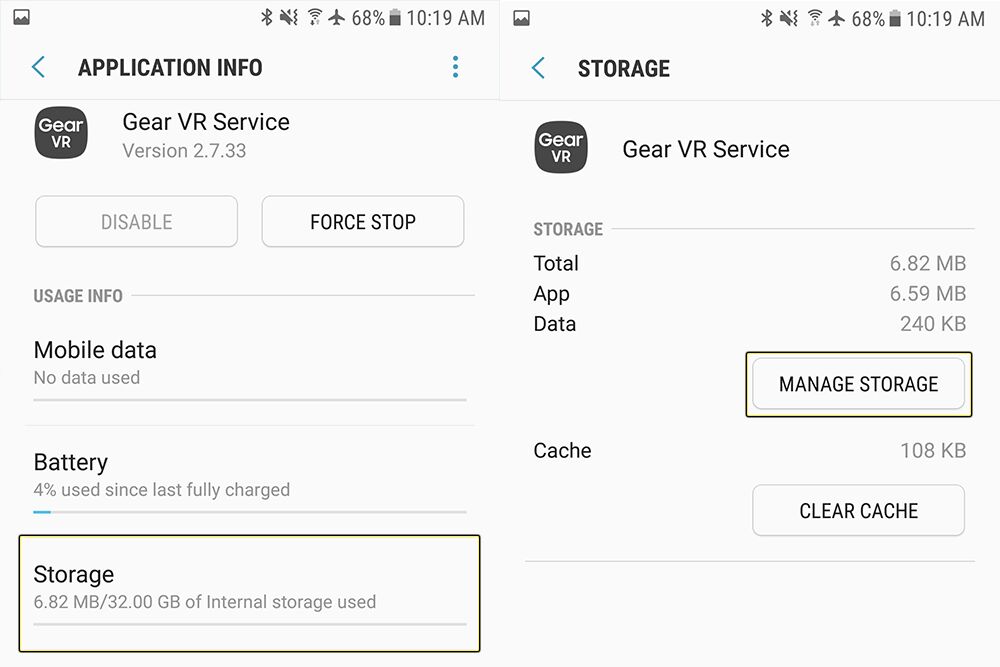 68% 10:19 AM
APPLICATION INFO
Gear
VR
Gear VR Service
Version 2.7.33
DISABLE
FORCE STOP
USAGE INFO
Mobile data
No data used
Battery
4% used since last fully charged
Storage
6.82 MB/32.00 GB of Internal storage used
68% 10:19 AM
STORAGE
Gear
VR
Gear VR Service
STORAGE
Total 6.82 MB
App 6.59 MB
Data 240 KB
MANAGE STORAGE
Cache 108 KB
CLEAR CACHE